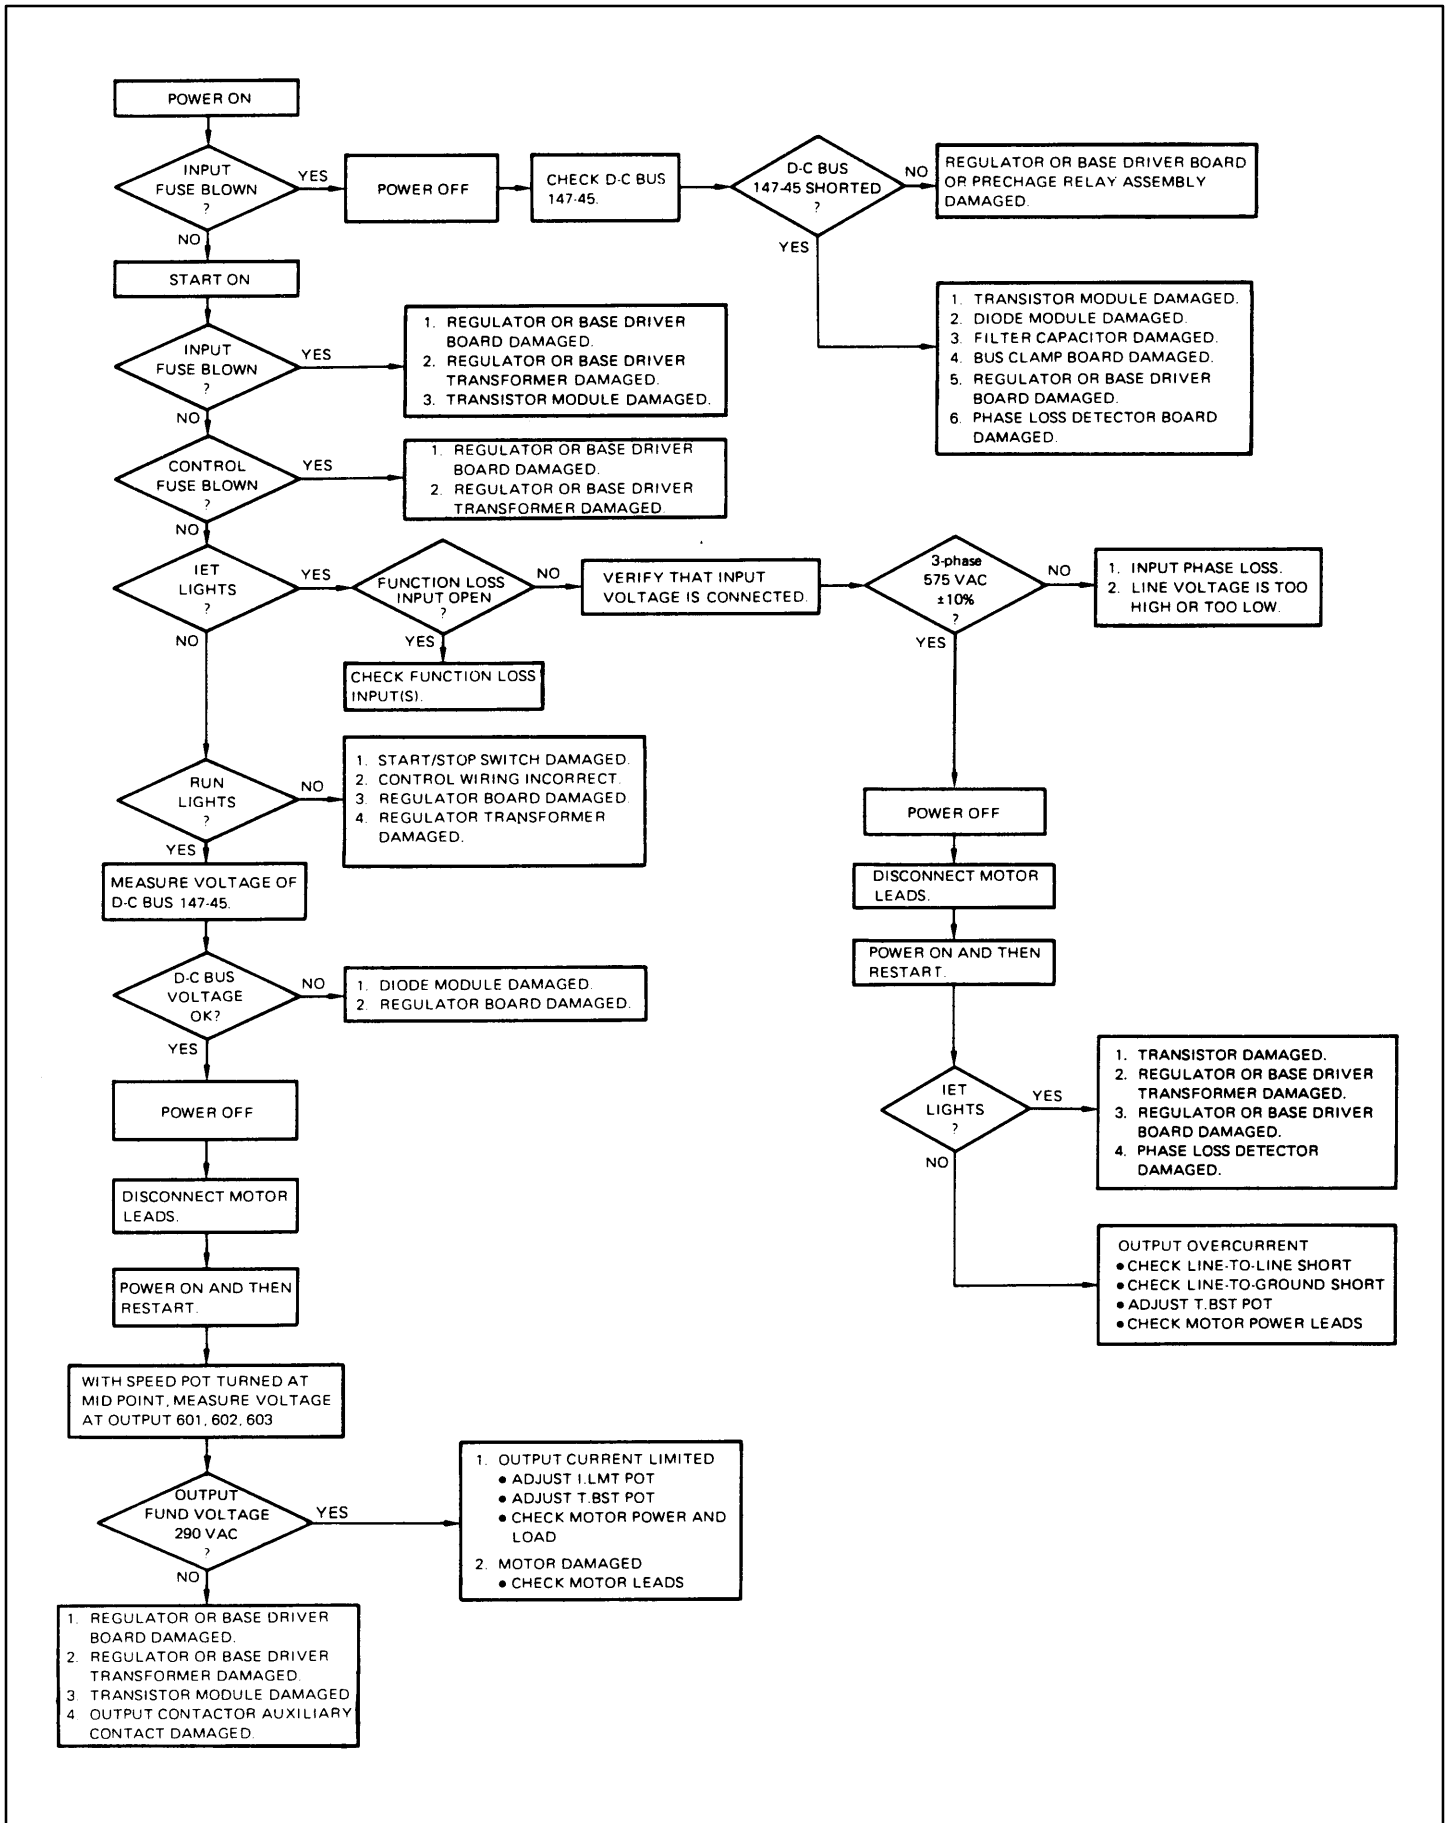 POWER ON
INPUT
FUSE BLOWN
?
YES
POWER OFF
CHECK D-C BUS
147-45.
D-C BUS
147-45 SHORTED
?
NO
REGULATOR OR BASE DRIVER BOARD
OR PRECHAGE RELAY ASSEMBLY
DAMAGED.
NO
YES
START ON
1. TRANSISTOR MODULE DAMAGED.
2. DIODE MODULE DAMAGED.
3. FILTER CAPACITOR DAMAGED.
4. BUS CLAMP BOARD DAMAGED.
5. REGULATOR OR BASE DRIVER
BOARD DAMAGED.
6. PHASE LOSS DETECTOR BOARD
DAMAGED.
INPUT
FUSE BLOWN
?
YES
1. REGULATOR OR BASE DRIVER
BOARD DAMAGED.
2. REGULATOR OR BASE DRIVER
TRANSFORMER DAMAGED.
3. TRANSISTOR MODULE DAMAGED.
NO
CONTROL
FUSE BLOWN
?
YES
1. REGULATOR OR BASE DRIVER
BOARD DAMAGED.
2. REGULATOR OR BASE DRIVER
TRANSFORMER DAMAGED.
NO
IET
LIGHTS
?
YES
FUNCTION LOSS
INPUT OPEN
?
NO
VERIFY THAT INPUT
VOLTAGE IS CONNECTED.
3-phase
575 VAC
±10%
?
NO
1. INPUT PHASE LOSS.
2. LINE VOLTAGE IS TOO
HIGH OR TOO LOW.
NO
YES
YES
CHECK FUNCTION LOSS
INPUT(S).
RUN
LIGHTS
?
NO
1. START/STOP SWITCH DAMAGED.
2. CONTROL WIRING INCORRECT.
3. REGULATOR BOARD DAMAGED.
4. REGULATOR TRANSFORMER
DAMAGED.
POWER OFF
YES
MEASURE VOLTAGE OF
D-C BUS 147-45.
DISCONNECT MOTOR
LEADS.
POWER ON AND THEN
RESTART.
D-C BUS
VOLTAGE
OK?
NO
1. DIODE MODULE DAMAGED.
2. REGULATOR BOARD DAMAGED.
YES
IET
LIGHTS
?
YES
1. TRANSISTOR DAMAGED.
2. REGULATOR OR BASE DRIVER
TRANSFORMER DAMAGED.
3. REGULATOR OR BASE DRIVER
BOARD DAMAGED.
4. PHASE LOSS DETECTOR
DAMAGED.
NO
POWER OFF
DISCONNECT MOTOR
LEADS.
OUTPUT OVERCURRENT
• CHECK LINE-TO-LINE SHORT
• CHECK LINE-TO-GROUND SHORT
• ADJUST T.BST POT
• CHECK MOTOR POWER LEADS
POWER ON AND THEN
RESTART.
WITH SPEED POT TURNED AT
MID POINT, MEASURE VOLTAGE
AT OUTPUT 601, 602, 603
OUTPUT
FUND VOLTAGE
290 VAC
?
YES
1. OUTPUT CURRENT LIMITED
• ADJUST I.LMT POT
• ADJUST T.BST POT
• CHECK MOTOR POWER AND
LOAD
2. MOTOR DAMAGED
• CHECK MOTOR LEADS
NO
1. REGULATOR OR BASE DRIVER
BOARD DAMAGED.
2. REGULATOR OR BASE DRIVER
TRANSFORMER DAMAGED.
3. TRANSISTOR MODULE DAMAGED
4 OUTPUT CONTACTOR AUXILIARY
CONTACT DAMAGED.